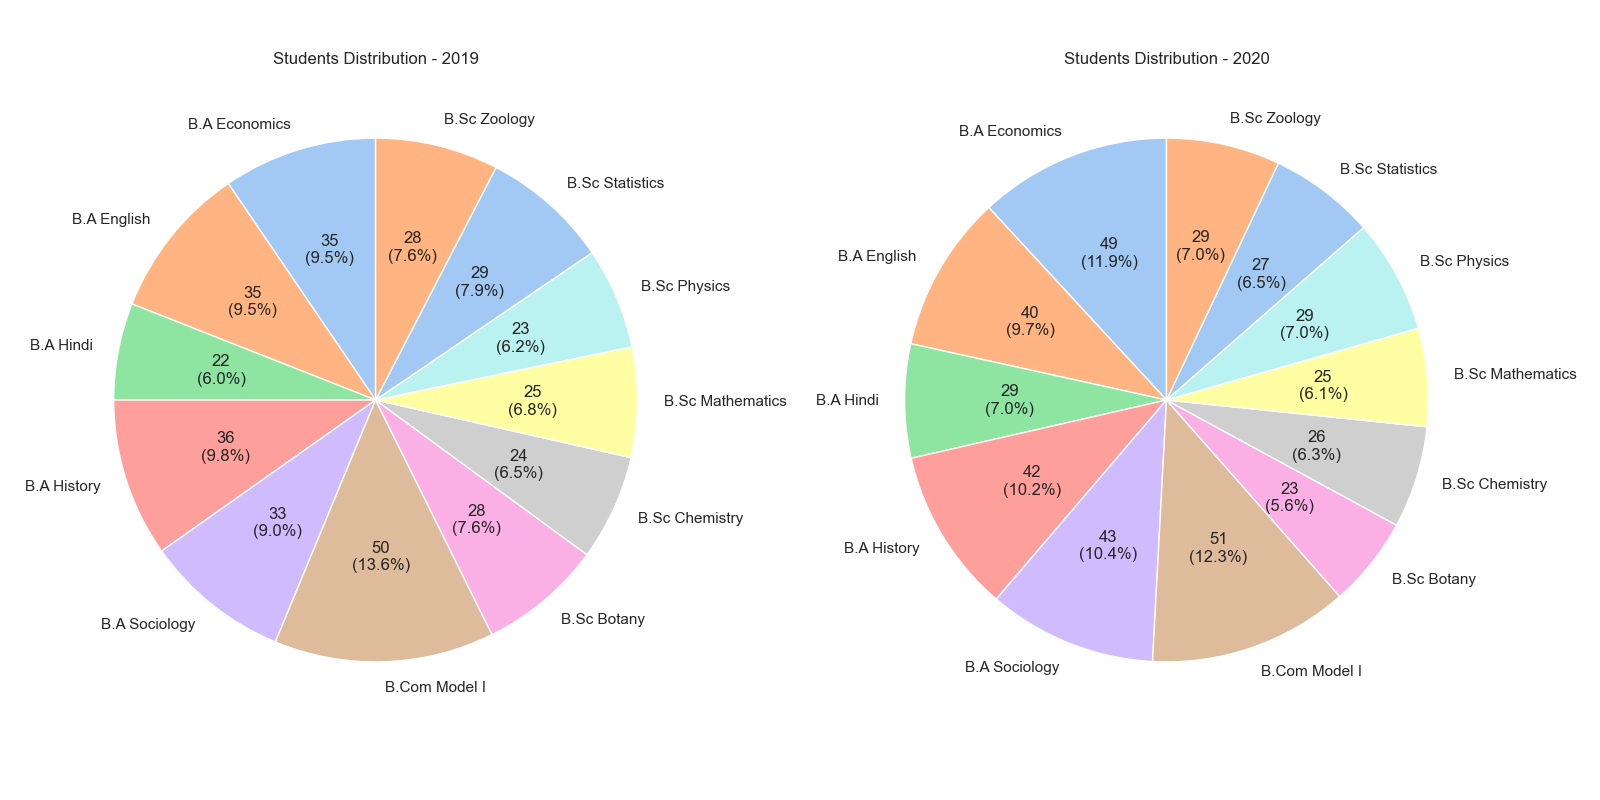 Students Distribution - 2019
B.A Economics
35
(9.5%)
B.A English
35
(9.5%)
B.A Hindi
22
(6.0%)
B.A History
36
(9.8%)
B.A Sociology
33
(9.0%)
B.Com Model I
50
(13.6%)
B.Sc Botany
28
(7.6%)
B.Sc Chemistry
24
(6.5%)
B.Sc Mathematics
25
(6.8%)
B.Sc Physics
23
(6.2%)
B.Sc Statistics
29
(7.9%)
B.Sc Zoology
28
(7.6%)
Students Distribution - 2020
B.A Economics
49
(11.9%)
B.A English
40
(9.7%)
B.A Hindi
29
(7.0%)
B.A History
42
(10.2%)
B.A Sociology
43
(10.4%)
B.Com Model I
51
(12.3%)
B.Sc Botany
23
(5.6%)
B.Sc Chemistry
26
(6.3%)
B.Sc Mathematics
25
(6.1%)
B.Sc Physics
29
(7.0%)
B.Sc Statistics
27
(6.5%)
B.Sc Zoology
29
(7.0%)